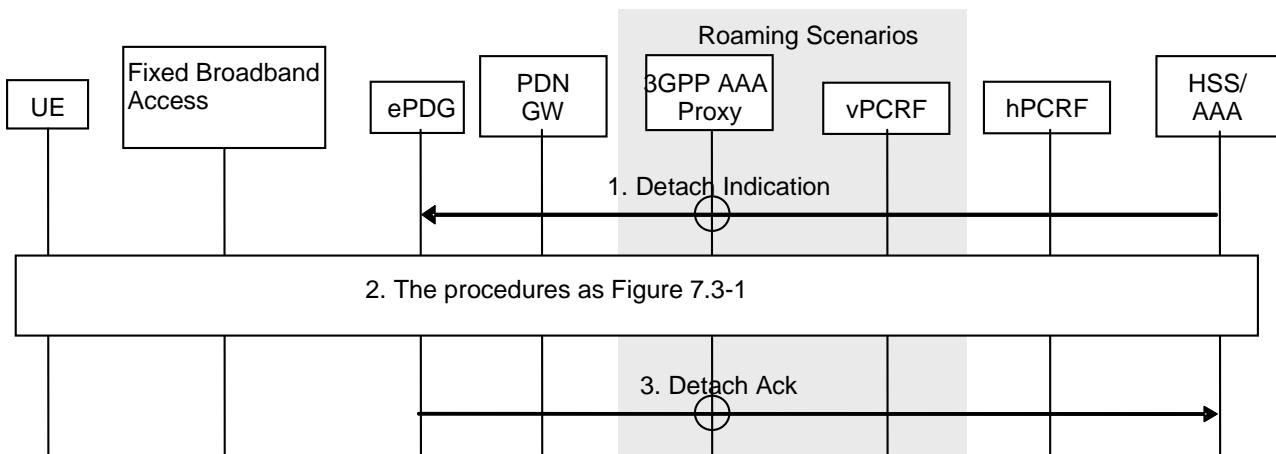 Roaming Scenarios
UE
Fixed Broadband
Access
ePDG
PDN
GW
3GPP AAA
Proxy
vPCRF
hPCRF
HSS/
AAA
1. Detach Indication
2. The procedures as Figure 7.3-1
3. Detach Ack